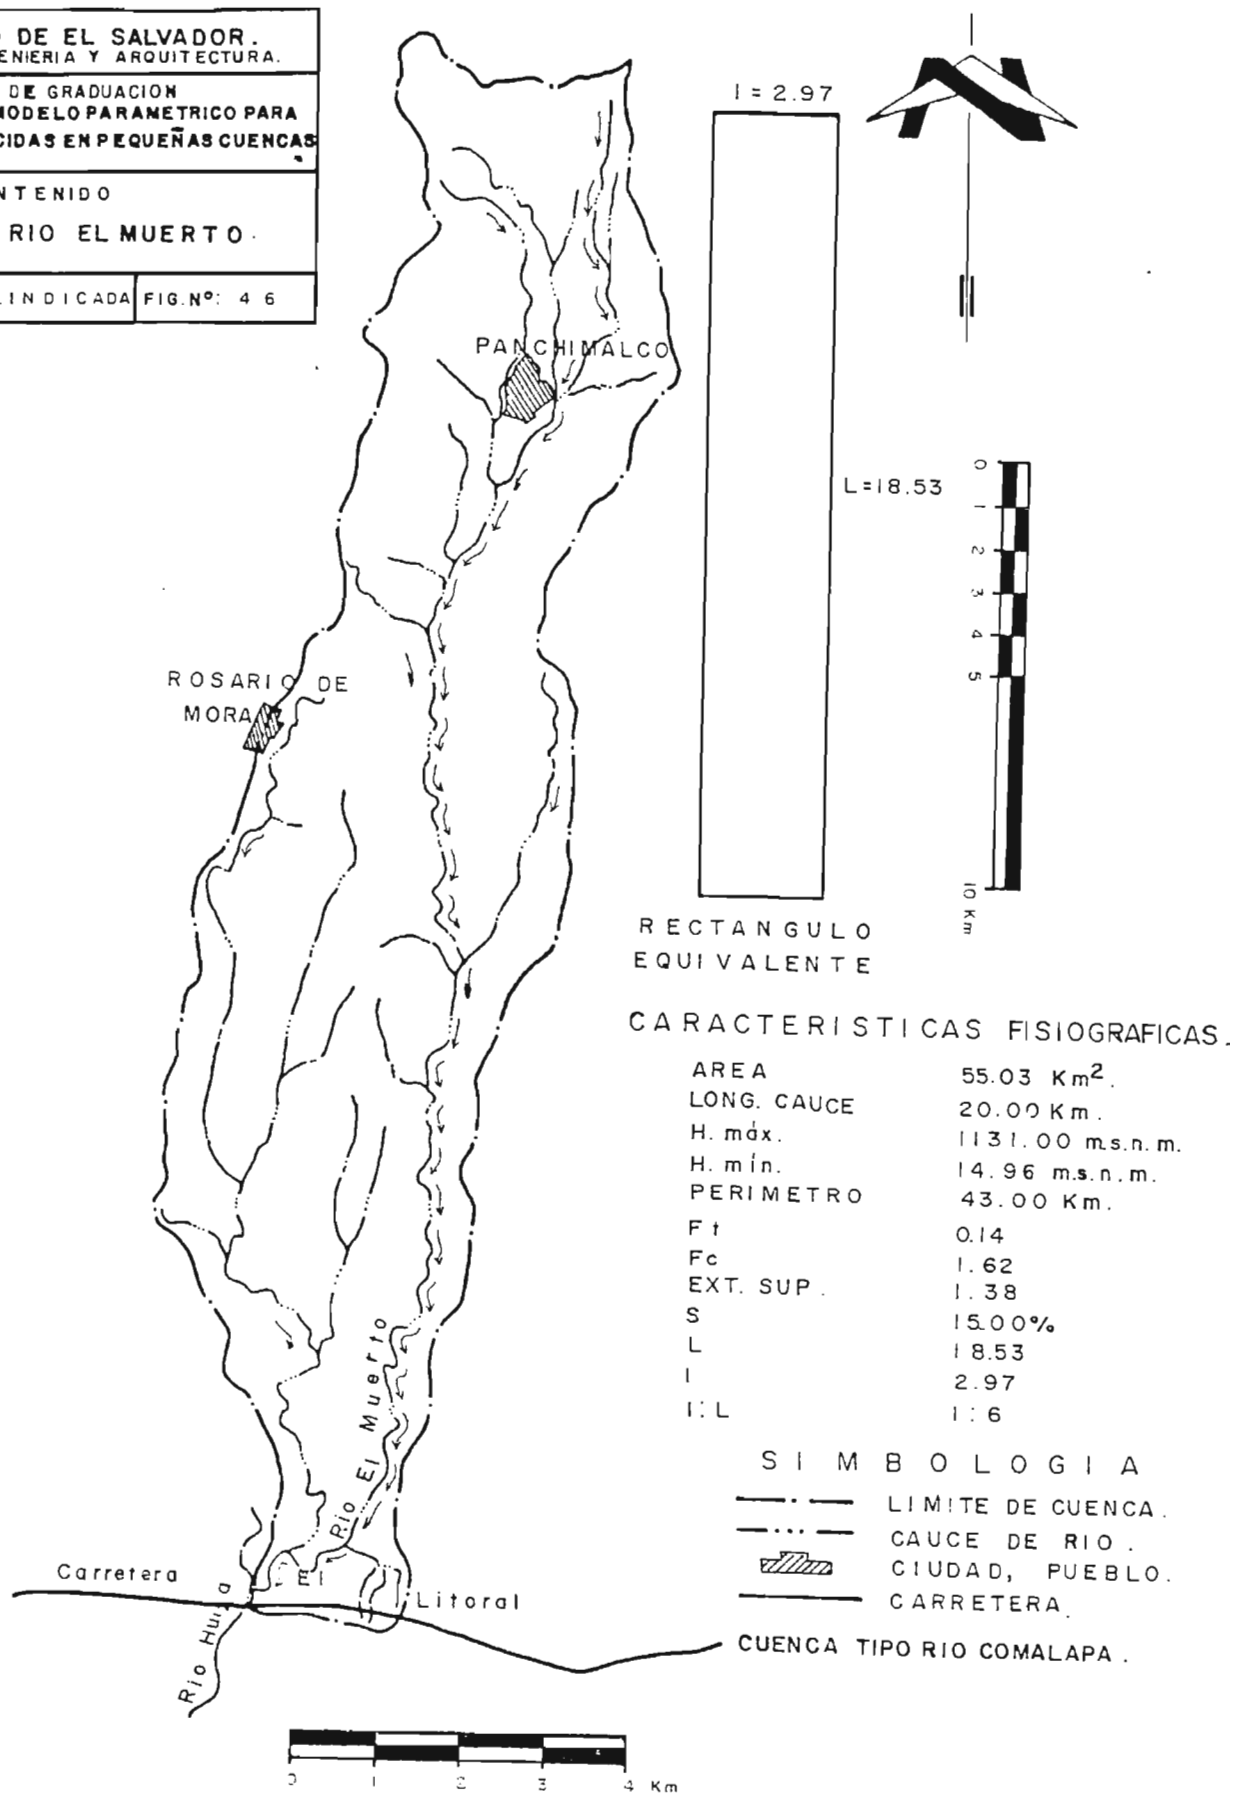 DE EL SALVADOR.
ENIERIA Y ARQUITECTURA.
DE GRADUACION
MODELO PARAMETRICO PARA
CIDAS EN PEQUEÑAS CUENCAS
NTENIDO
RIO EL MUERTO.
INDICADA FIG.Nº: 46
l = 2.97
PANCHIMALCO
L=18.53
0
1
2
3
4
5
10 Km
ROSARIO DE
MORA
RECTANGULO
EQUIVALENTE
CARACTERISTICAS FISIOGRAFICAS.
AREA 55.03 Km².
LONG. CAUCE 20.00 Km.
H. máx. 1131.00 m.s.n.m.
H. mín. 14.96 m.s.n.m.
PERIMETRO 43.00 Km.
Ft 0.14
Fc 1.62
EXT. SUP. 1.38
S 15.00%
L 18.53
l 2.97
l:L 1:6
Rio El Muerto
SIMBOLOGIA
LIMITE DE CUENCA.
CAUCE DE RIO.
CIUDAD, PUEBLO.
CARRETERA.
Carretera El Litoral
Rio Huiza
CUENCA TIPO RIO COMALAPA.
0 1 2 3 4 Km